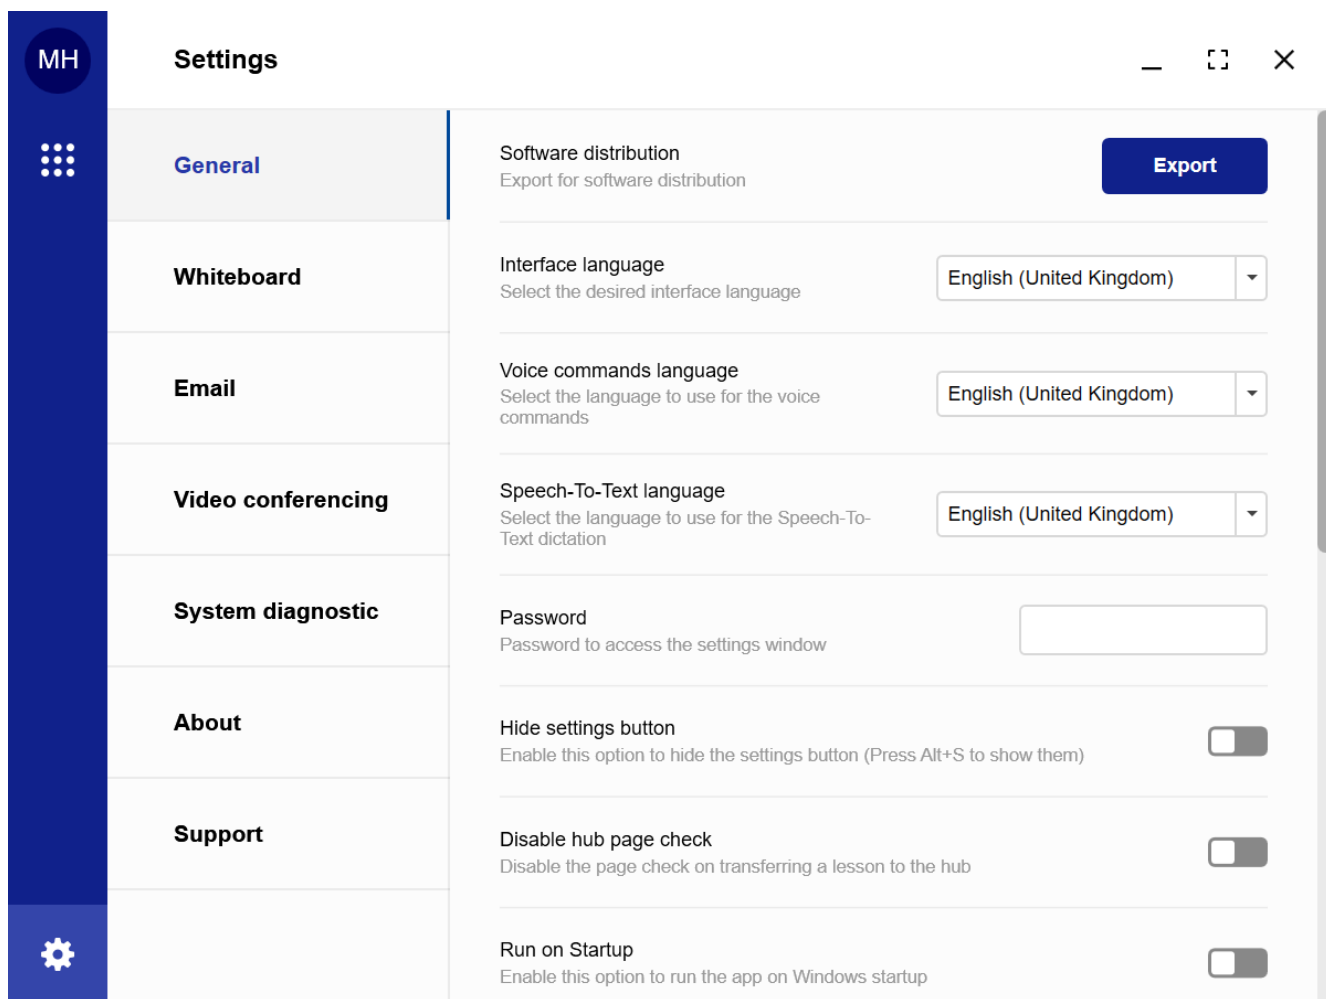 MH
Settings
General
Whiteboard
Email
Video conferencing
System diagnostic
About
Support
Software distribution
Export for software distribution
Export
Interface language
Select the desired interface language
English (United Kingdom)
Voice commands language
Select the language to use for the voice
commands
English (United Kingdom)
Speech-To-Text language
Select the language to use for the Speech-To-
Text dictation
English (United Kingdom)
Password
Password to access the settings window
Hide settings button
Enable this option to hide the settings button (Press Alt+S to show them)
Disable hub page check
Disable the page check on transferring a lesson to the hub
Run on Startup
Enable this option to run the app on Windows startup